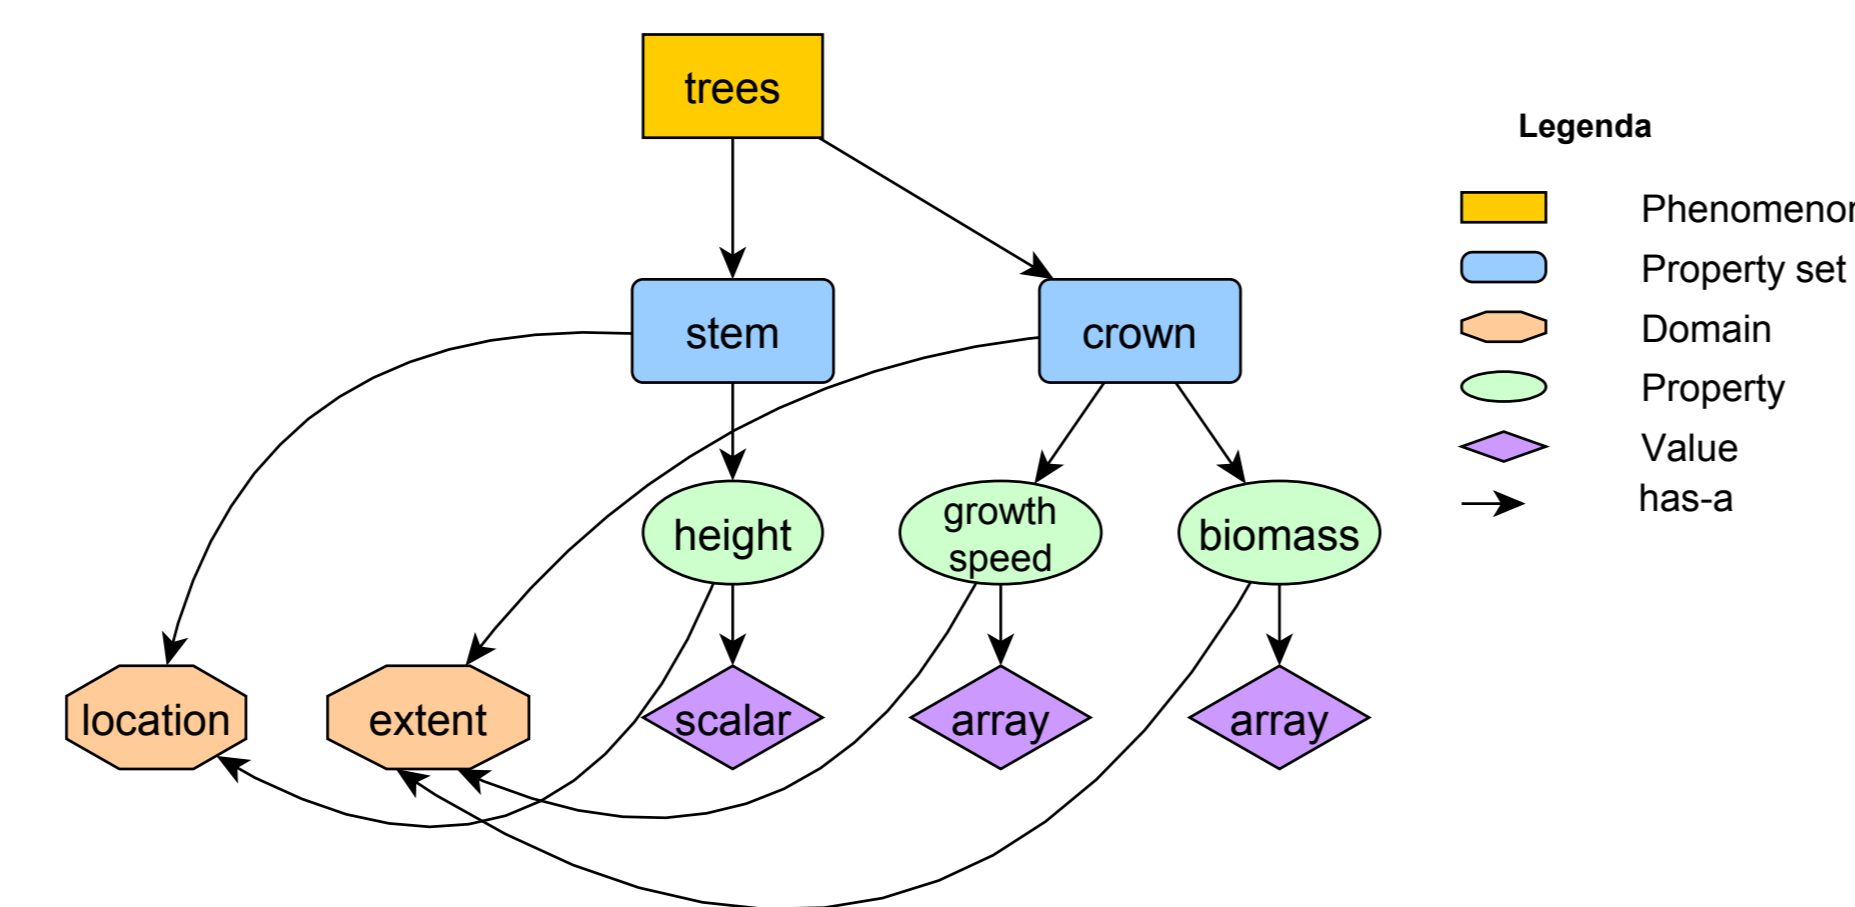 trees
Legenda
Phenomenon
Property set
Domain
Property
Value
has-a
stem
crown
height
growth
speed
biomass
location
extent
scalar
array
array